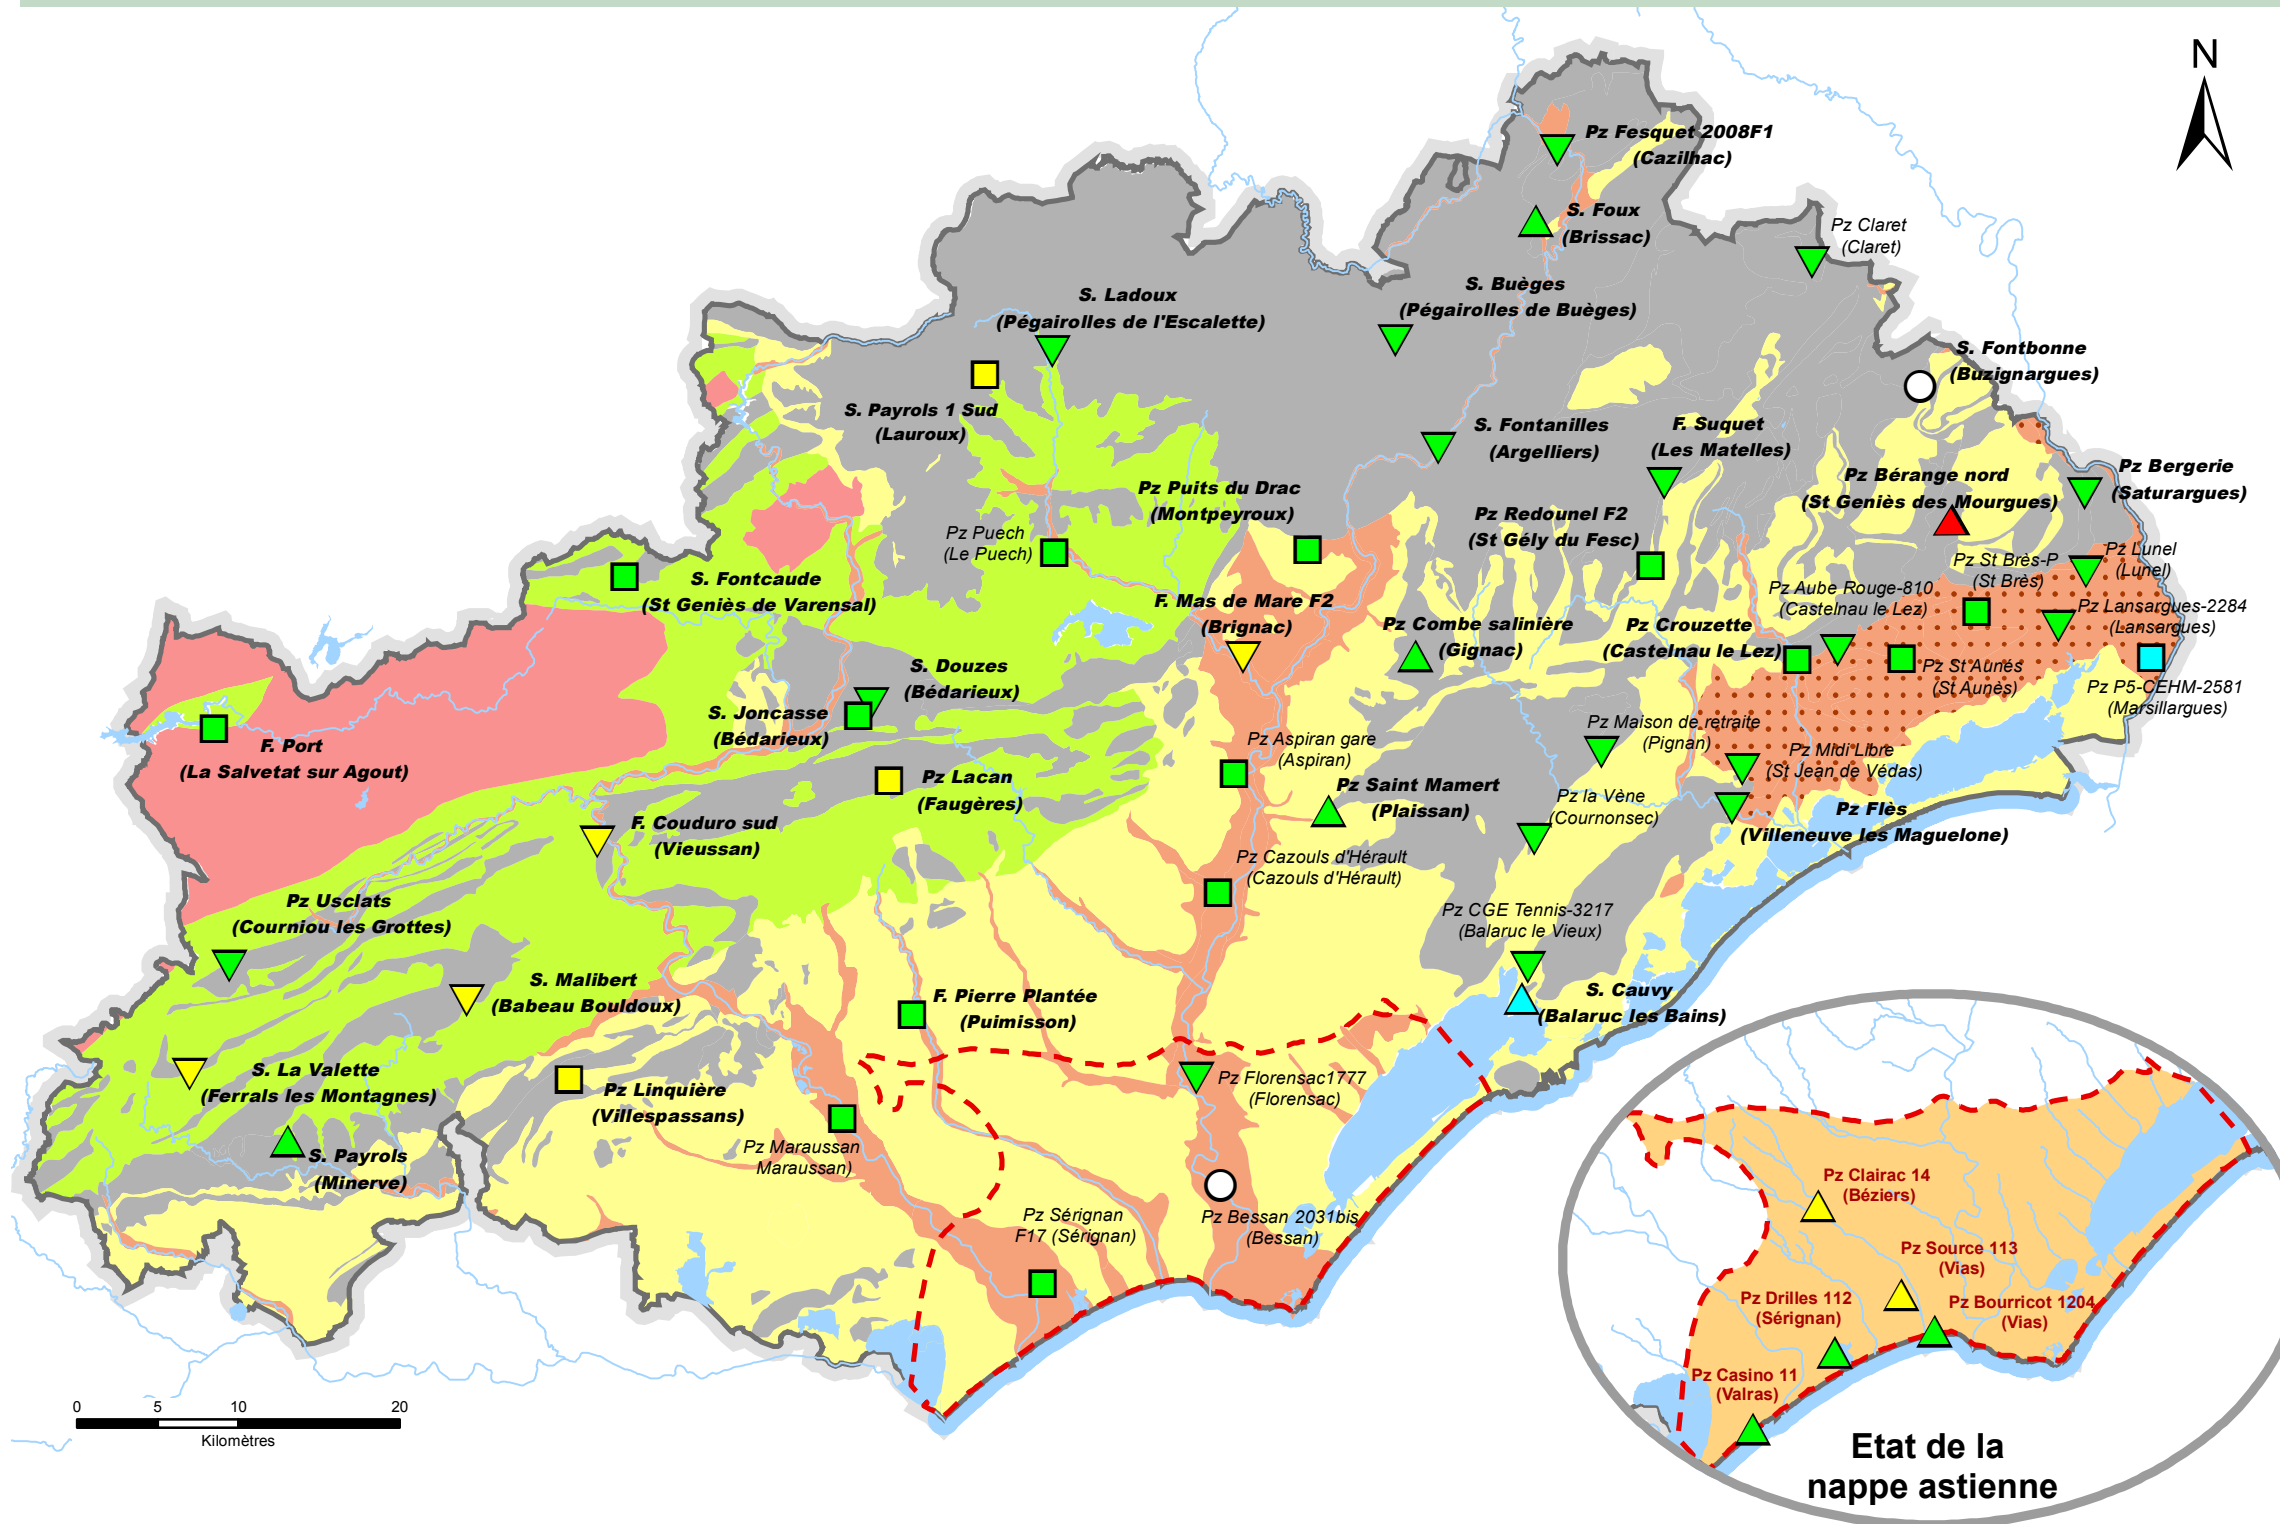 N
Pz Fesquet 2008F1
(Cazilhac)
S. Foux
(Brissac)
Pz Claret
(Claret)
S. Buèges
(Pégairolles de Buèges)
S. Ladoux
(Pégairolles de l'Escalette)
S. Fontbonne
(Buzignargues)
S. Payrols 1 Sud
(Lauroux)
S. Fontanilles
(Argelliers)
F. Suquet
(Les Matelles)
Pz Bérange nord
(St Geniès des Mourgues)
Pz Bergerie
(Saturargues)
Pz Puits du Drac
(Montpeyroux)
Pz Redounel F2
(St Gély du Fesc)
Pz Puech
(Le Puech)
Pz St Brès-P
(St Brès)
Pz Lunel
(Lunel)
S. Fontcaude
(St Geniès de Varensal)
Pz Aube Rouge-810
(Castelnau le Lez)
F. Mas de Mare F2
(Brignac)
Pz Combe salinière
(Gignac)
Pz Crouzette
(Castelnau le Lez)
Pz Lansargues-2284
(Lansargues)
S. Douzes
(Bédarieux)
Pz St Aunés
(St Aunès)
Pz P5-CEHM-2581
(Marsillargues)
S. Joncasse
(Bédarieux)
Pz Maison de retraite
(Pignan)
F. Port
(La Salvetat sur Agout)
Pz Aspiran gare
(Aspiran)
Pz Midi Libre
(St Jean de Védas)
Pz Lacan
(Faugères)
Pz Saint Mamert
(Plaissan)
Pz la Vène
(Cournonsec)
Pz Flès
(Villeneuve les Maguelone)
F. Couduro sud
(Vieussan)
Pz Cazouls d'Hérault
(Cazouls d'Hérault)
Pz Usclats
(Courniou les Grottes)
Pz CGE Tennis-3217
(Balaruc le Vieux)
S. Malibert
(Babeau Bouldoux)
F. Pierre Plantée
(Puimisson)
S. Cauvy
(Balaruc les Bains)
S. La Valette
(Ferrals les Montagnes)
Pz Linquière
(Villespassans)
Pz Florensac1777
(Florensac)
S. Payrols
(Minerve)
Pz Maraussan
Maraussan)
Pz Sérignan
F17 (Sérignan)
Pz Bessan 2031bis
(Bessan)
Pz Clairac 14
(Béziers)
Pz Source 113
(Vias)
Pz Drilles 112
(Sérignan)
Pz Bourricot 1204
(Vias)
Pz Casino 11
(Valras)
0 5 10 20
Kilomètres
Etat de la
nappe astienne